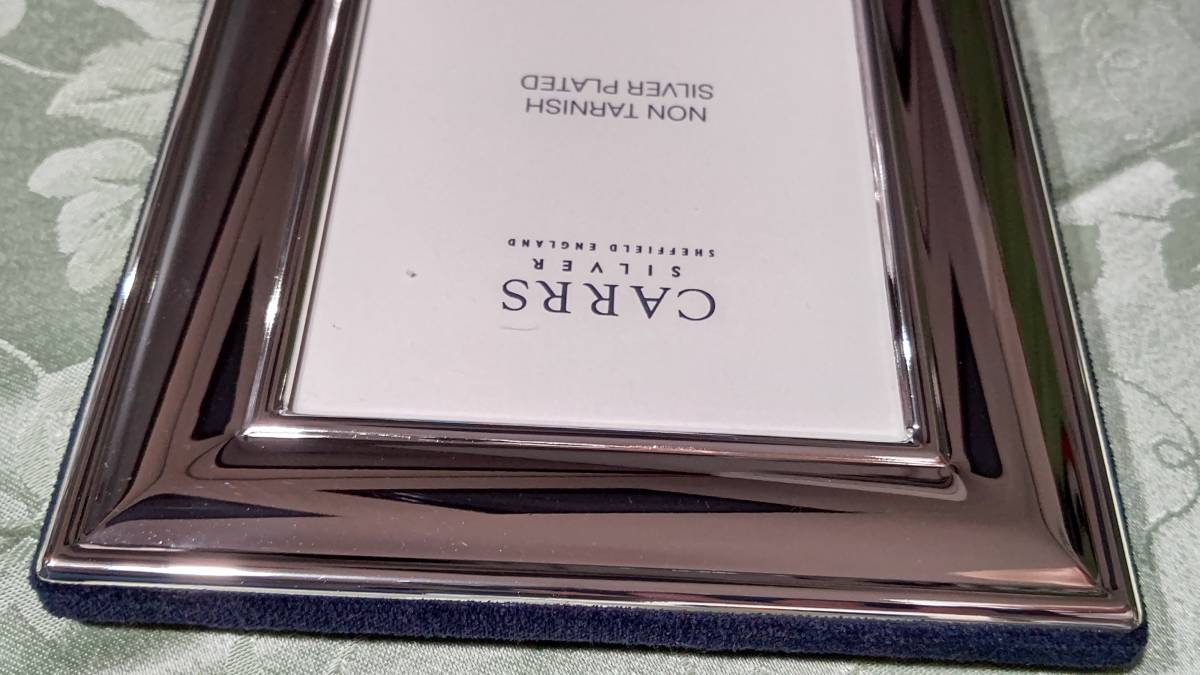 CARRS
SILVER
SHEFFIELD ENGLAND
NON TARNISH
SILVER PLATED